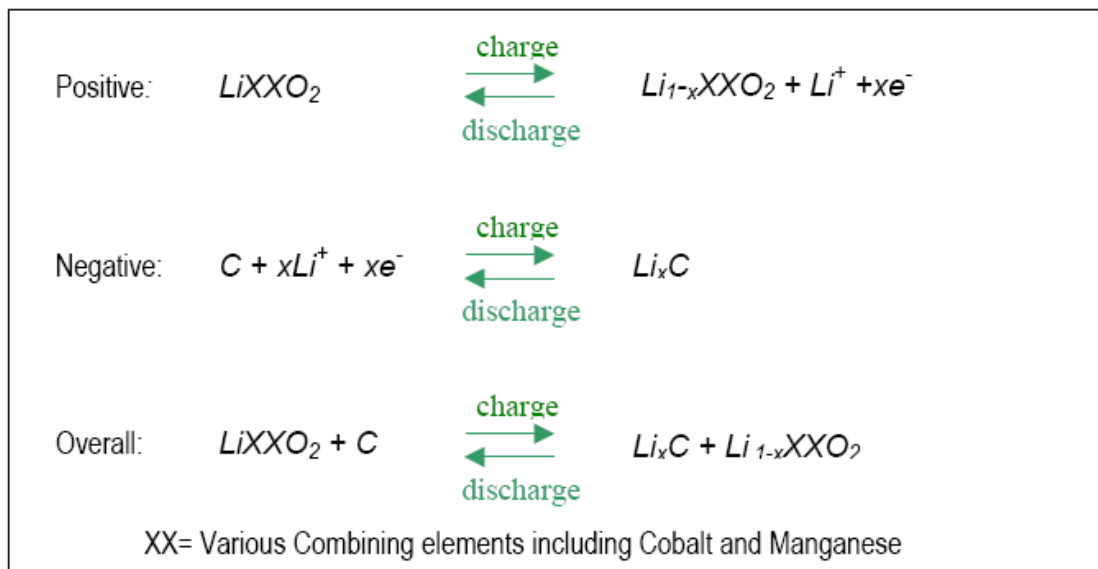 charge
Positive: LiXXO₂ Li₁₋ₓXXO₂ + Li⁺ +xe⁻
discharge
charge
Negative: C + xLi⁺ + xe⁻ LiₓC
discharge
charge
Overall: LiXXO₂ + C LiₓC + Li ₁₋ₓXXO₂
discharge
XX= Various Combining elements including Cobalt and Manganese